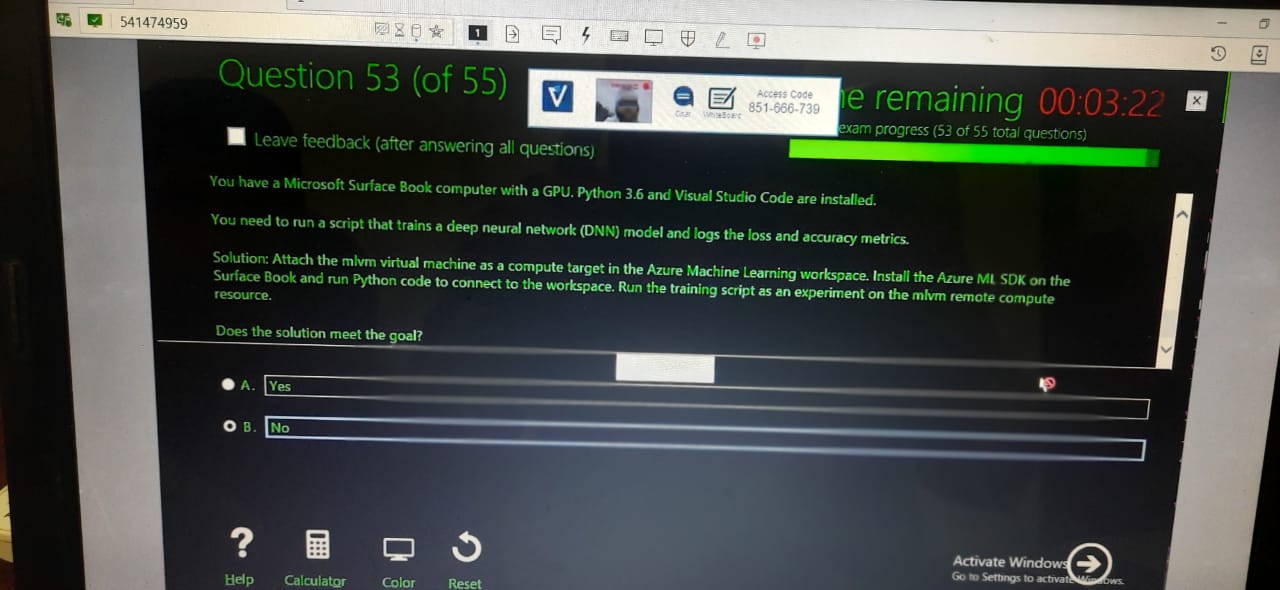 541474959
1
Question 53 (of 55)
Access Code
851-666-739
Chat
WhiteBoard
e remaining 00:03:22
exam progress (53 of 55 total questions)
Leave feedback (after answering all questions)
You have a Microsoft Surface Book computer with a GPU. Python 3.6 and Visual Studio Code are installed.
You need to run a script that trains a deep neural network (DNN) model and logs the loss and accuracy metrics.
Solution: Attach the mlvm virtual machine as a compute target in the Azure Machine Learning workspace. Install the Azure ML SDK on the
Surface Book and run Python code to connect to the workspace. Run the training script as an experiment on the mlvm remote compute
resource.
Does the solution meet the goal?
A. Yes
B. No
Help
Calculator
Color
Reset
Activate Windows
Go to Settings to activate Windows.